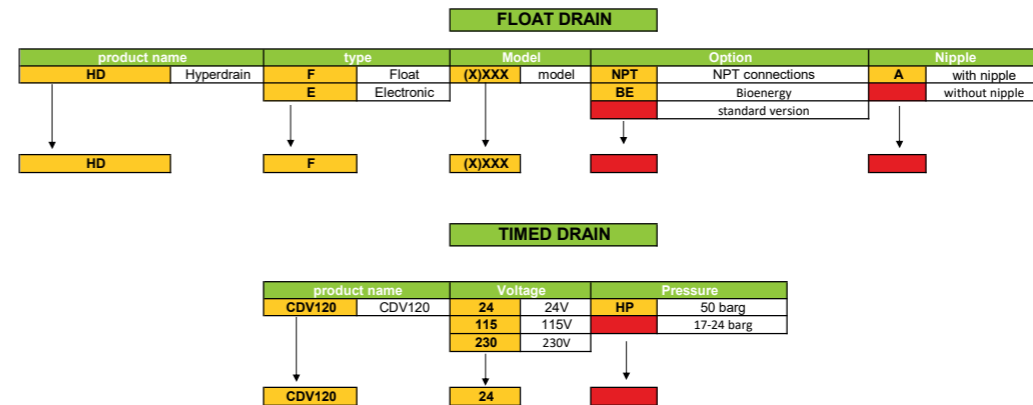 FLOAT DRAIN
product name type Model Option Nipple
HD Hyperdrain F Float (X)XXX model NPT NPT connections A with nipple
E Electronic BE Bioenergy without nipple
standard version
HD F (X)XXX
TIMED DRAIN
product name Voltage Pressure
CDV120 CDV120 24 24V HP 50 barg
115 115V 17-24 barg
230 230V
CDV120 24